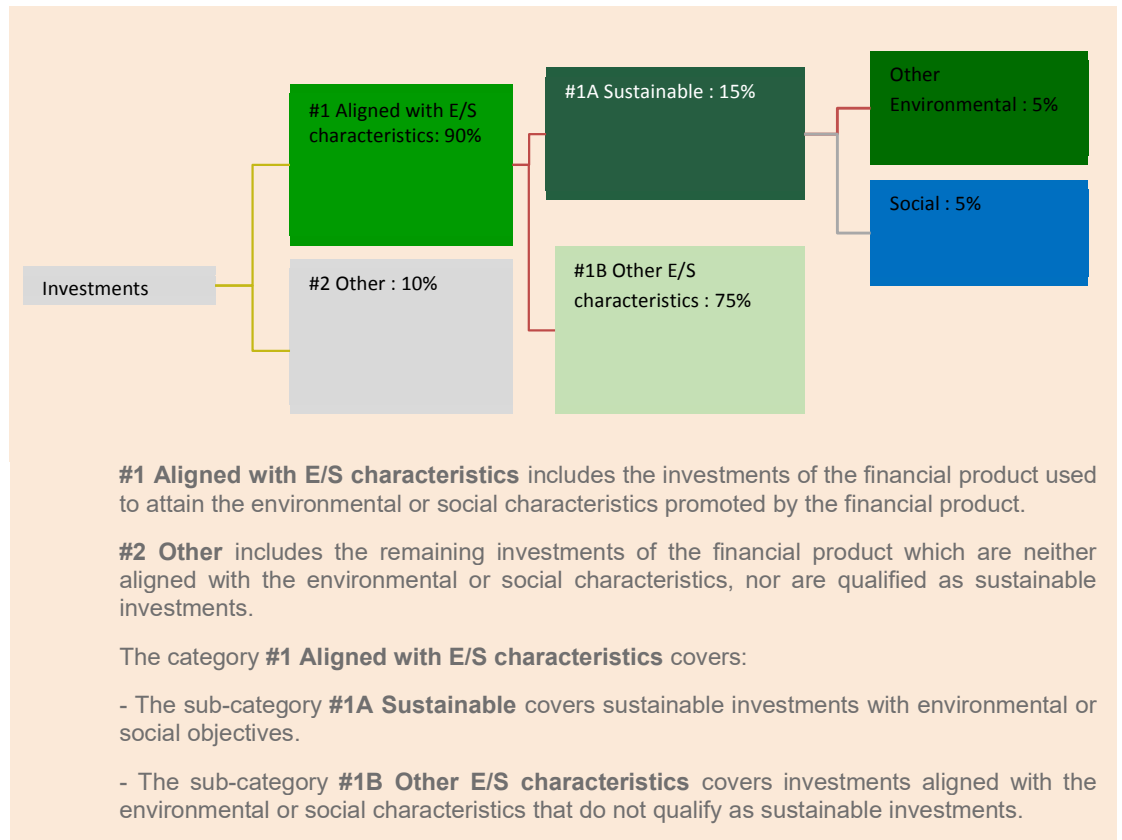 Investments
#1 Aligned with E/S
characteristics: 90%
#2 Other : 10%
#1A Sustainable : 15%
#1B Other E/S
characteristics : 75%
Other
Environmental : 5%
Social : 5%
#1 Aligned with E/S characteristics includes the investments of the financial product used
to attain the environmental or social characteristics promoted by the financial product.
#2 Other includes the remaining investments of the financial product which are neither
aligned with the environmental or social characteristics, nor are qualified as sustainable
investments.
The category #1 Aligned with E/S characteristics covers:
- The sub-category #1A Sustainable covers sustainable investments with environmental or
social objectives.
- The sub-category #1B Other E/S characteristics covers investments aligned with the
environmental or social characteristics that do not qualify as sustainable investments.